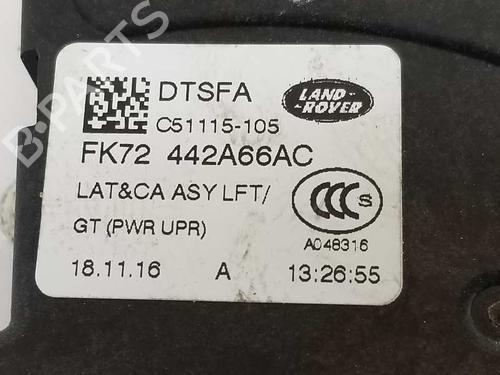 DTSFA
LAND-
ROVER
C51115-105
FK72 442A66AC
LAT&CA ASY LFT/
GT (PWR UPR)
CCC S
A048316
18.11.16 A 13:26:55
B-PARTS